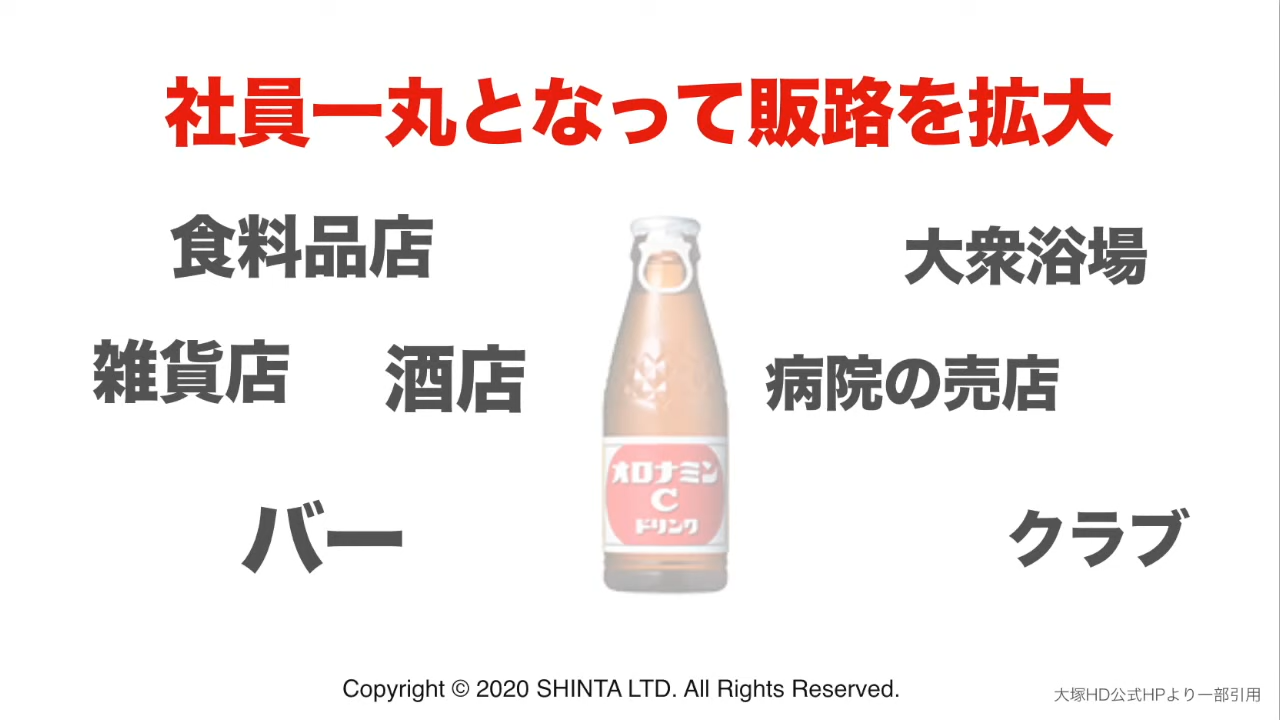 社員一丸となって販路を拡大
食料品店
大衆浴場
雑貨店
酒店
病院の売店
オロナミン
C
ドリンク
バー
クラブ
Copyright © 2020 SHINTA LTD. All Rights Reserved.
大塚HD公式HPより一部引用